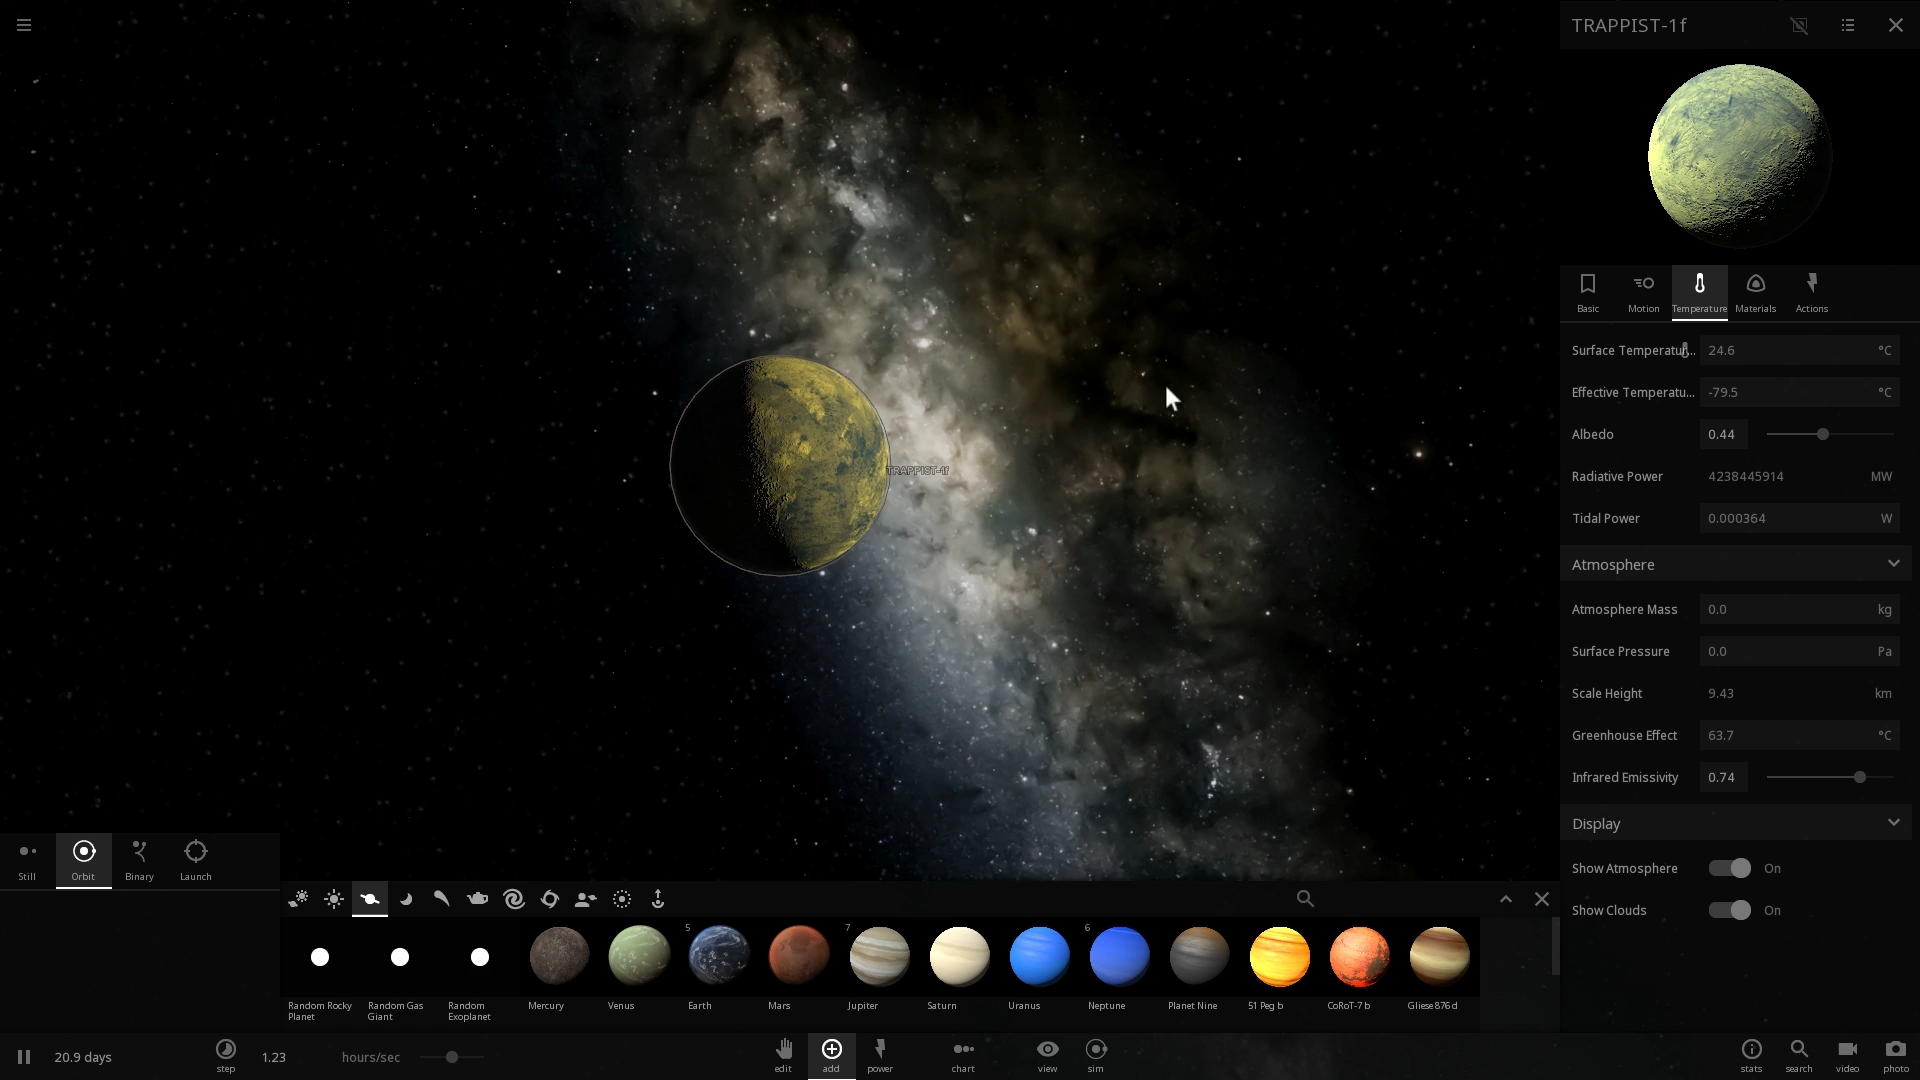 TRAPPIST-1f
TRAPPIST-1f
Basic
Motion
Temperature
Materials
Actions
Surface Temperatur...
24.6
°C
Effective Temperatu...
-79.5
°C
Albedo
0.44
Radiative Power
4238445914
MW
Tidal Power
0.000364
W
Atmosphere
Atmosphere Mass
0.0
kg
Surface Pressure
0.0
Pa
Scale Height
9.43
km
Greenhouse Effect
63.7
°C
Infrared Emissivity
0.74
Display
Show Atmosphere
On
Show Clouds
On
Still
Orbit
Binary
Launch
5
7
6
Random Rocky
Planet
Random Gas
Giant
Random
Exoplanet
Mercury
Venus
Earth
Mars
Jupiter
Saturn
Uranus
Neptune
Planet Nine
51 Peg b
CoRoT-7 b
Gliese 876 d
20.9 days
step
1.23
hours/sec
edit
add
power
chart
view
sim
stats
search
video
photo